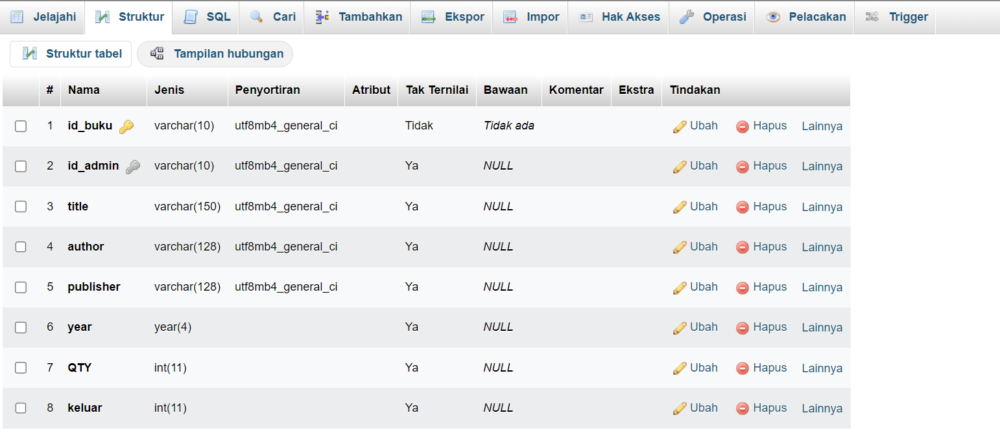 Jelajahi Struktur SQL Cari Tambahkan Ekspor Impor Hak Akses Operasi Pelacakan Trigger
Struktur tabel Tampilan hubungan
# Nama Jenis Penyortiran Atribut Tak Ternilai Bawaan Komentar Ekstra Tindakan
1 id_buku varchar(10) utf8mb4_general_ci Tidak Tidak ada Ubah Hapus Lainnya
2 id_admin varchar(10) utf8mb4_general_ci Ya NULL Ubah Hapus Lainnya
3 title varchar(150) utf8mb4_general_ci Ya NULL Ubah Hapus Lainnya
4 author varchar(128) utf8mb4_general_ci Ya NULL Ubah Hapus Lainnya
5 publisher varchar(128) utf8mb4_general_ci Ya NULL Ubah Hapus Lainnya
6 year year(4) Ya NULL Ubah Hapus Lainnya
7 QTY int(11) Ya NULL Ubah Hapus Lainnya
8 keluar int(11) Ya NULL Ubah Hapus Lainnya